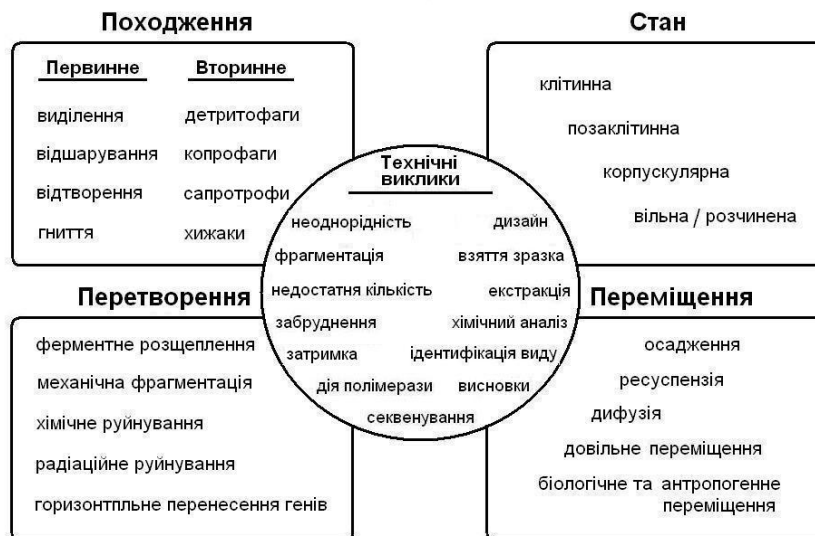 Походження
Первинне Вторинне
виділення детритофаги
відшарування копрофаги
відтворення сапротрофи
гниття хижаки
Стан
клітинна
позаклітинна
корпускулярна
вільна / розчинена
Технічні
виклики
неоднорідність дизайн
фрагментація взяття зразка
недостатня кількість екстракція
забруднення хімічний аналіз
затримка ідентифікація виду
дія полімерази висновки
секвенування
Перетворення
ферментне розщеплення
механічна фрагментація
хімічне руйнування
радіаційне руйнування
горизонтпльне перенесення генів
Переміщення
осадження
ресуспензія
дифузія
довільне переміщення
біологічне та антропогенне
переміщення